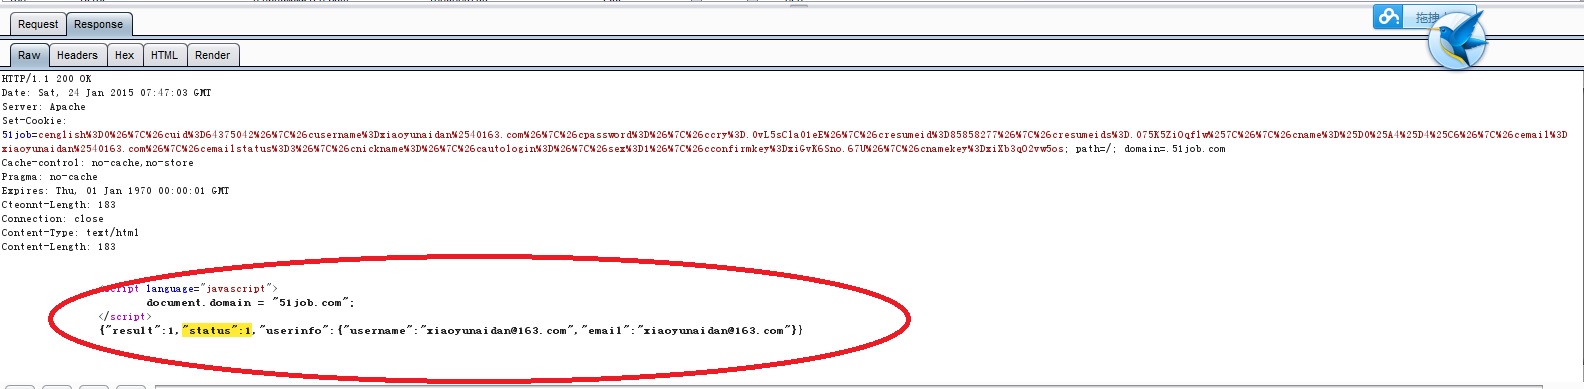 Request Response
Raw Headers Hex HTML Render
拖拽
HTTP/1.1 200 OK
Date: Sat, 24 Jan 2015 07:47:03 GMT
Server: Apache
Set-Cookie:
51job=cenglish%3D0%26%7C%26cuid%3D64375042%26%7C%26cusername%3Dxiaoyunaidan%2540163.com%26%7C%26cpassword%3D%26%7C%26ccry%3D.0vL5sCla01eE%26%7C%26cresumeid%3D85858277%26%7C%26cresumeids%3D.075K5ZiOqflw%257C%26%7C%26cname%3D%25D0%25A4%25D4%25C6%26%7C%26cemail%3D
xiaoyunaidan%2540163.com%26%7C%26cemailstatus%3D3%26%7C%26cnickname%3D%26%7C%26cautologin%3D%26%7C%26sex%3D1%26%7C%26cconfirmkey%3DxiGvK6Sno.67U%26%7C%26cnamekey%3DxiXb3qO2vw5os; path=/; domain=.51job.com
Cache-control: no-cache,no-store
Pragma: no-cache
Expires: Thu, 01 Jan 1970 00:00:01 GMT
Cteonnt-Length: 183
Connection: close
Content-Type: text/html
Content-Length: 183
script language="javascript">
document.domain = "51job.com";
</script>
{"result":1,"status":1,"userinfo":{"username":"xiaoyunaidan@163.com","email":"xiaoyunaidan@163.com"}}